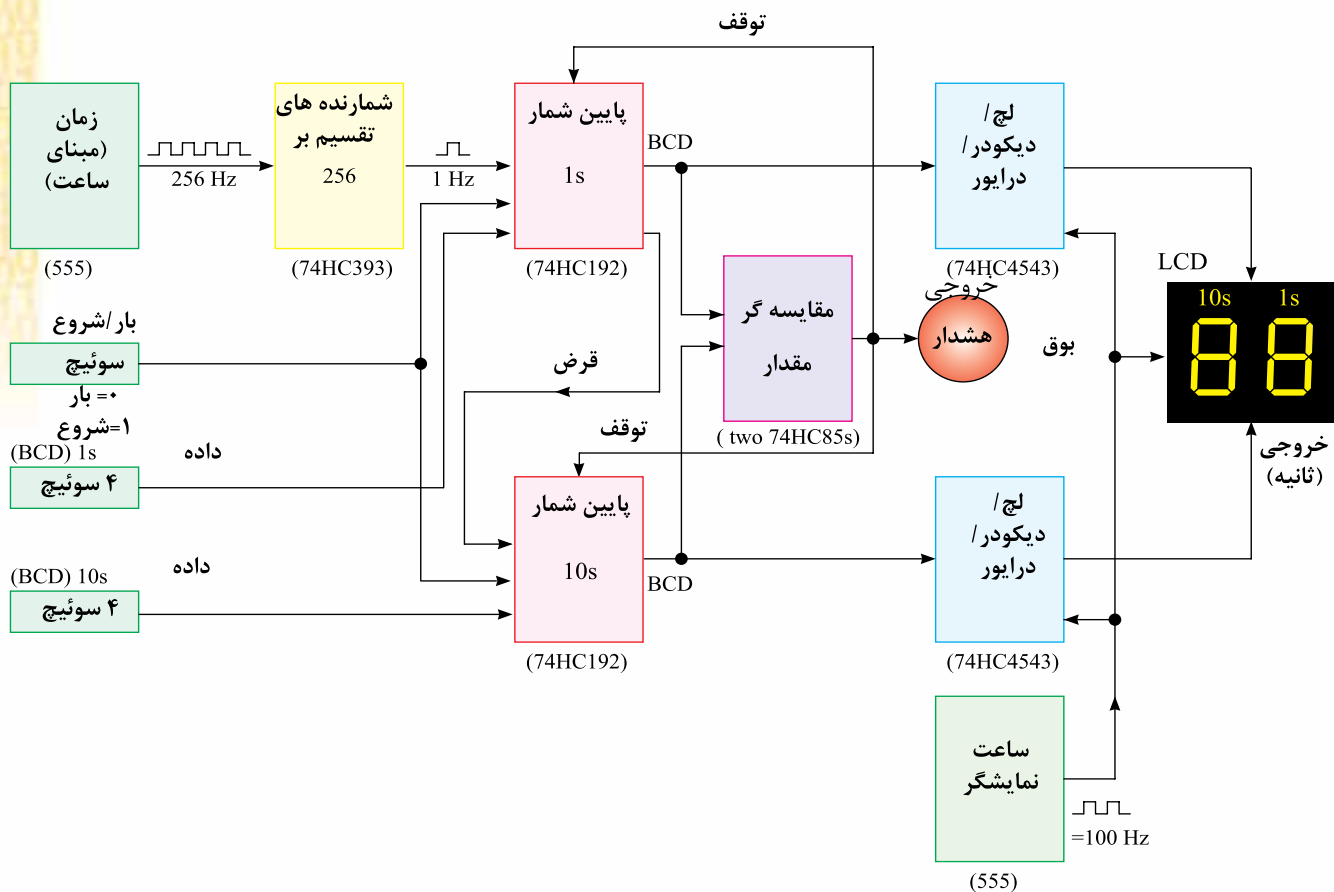 توقف
زمان
(مبنای
ساعت)
(555)
256 Hz
شمارنده های
تقسیم بر
256
(74HC393)
1 Hz
پایین شمار
1s
(74HC192)
BCD
لچ/
دیکودر/
درایور
(74HC4543)
LCD
10s 1s
88
خروجی
(ثانیه)
مقایسه گر
مقدار
( two 74HC85s)
خروجی
هشدار
بوق
بار/شروع
سوئیچ
۰= بار
۱=شروع
قرض
توقف
(BCD) 1s
داده
۴ سوئیچ
(BCD) 10s
داده
۴ سوئیچ
پایین شمار
10s
(74HC192)
BCD
لچ/
دیکودر/
درایور
(74HC4543)
ساعت
نمایشگر
=100 Hz
(555)